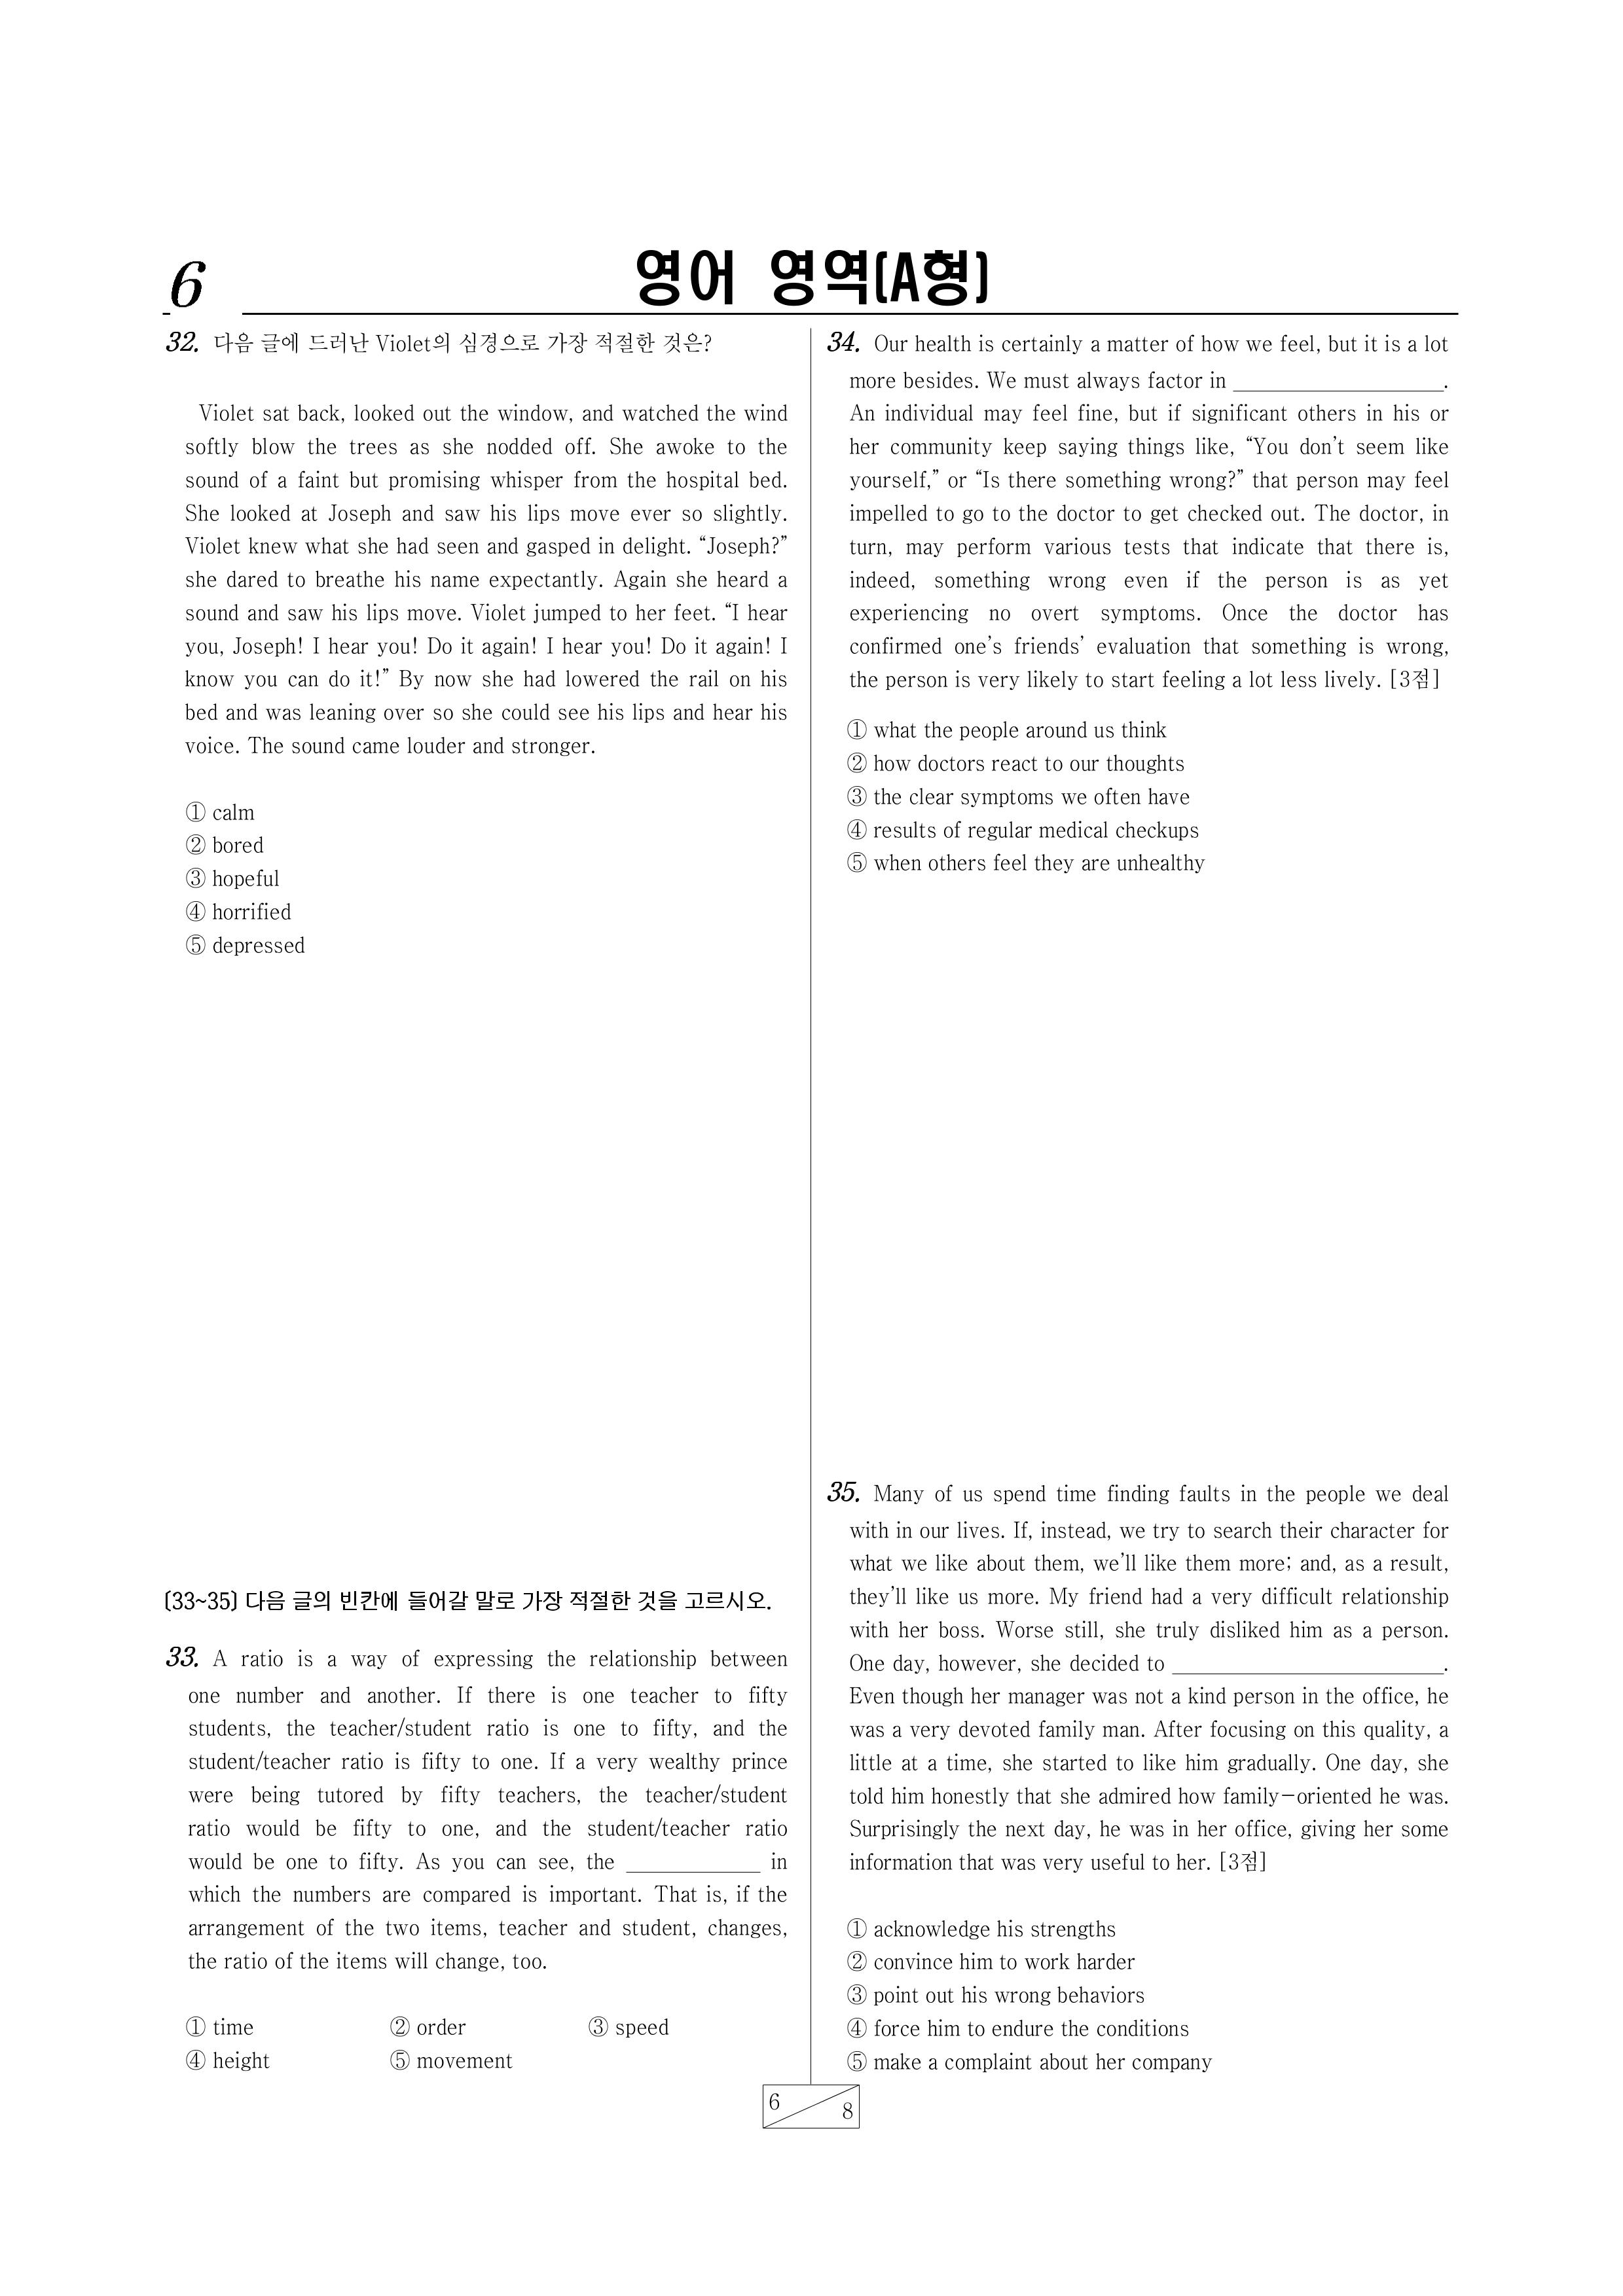 6
영어 영역(A형)
32. 다음 글에 드러난 Violet의 심경으로 가장 적절한 것은?
Violet sat back, looked out the window, and watched the wind
softly blow the trees as she nodded off. She awoke to the
sound of a faint but promising whisper from the hospital bed.
She looked at Joseph and saw his lips move ever so slightly.
Violet knew what she had seen and gasped in delight. “Joseph?”
she dared to breathe his name expectantly. Again she heard a
sound and saw his lips move. Violet jumped to her feet. “I hear
you, Joseph! I hear you! Do it again! I hear you! Do it again! I
know you can do it!” By now she had lowered the rail on his
bed and was leaning over so she could see his lips and hear his
voice. The sound came louder and stronger.
① calm
② bored
③ hopeful
④ horrified
⑤ depressed
[33~35] 다음 글의 빈칸에 들어갈 말로 가장 적절한 것을 고르시오.
33. A ratio is a way of expressing the relationship between
one number and another. If there is one teacher to fifty
students, the teacher/student ratio is one to fifty, and the
student/teacher ratio is fifty to one. If a very wealthy prince
were being tutored by fifty teachers, the teacher/student
ratio would be fifty to one, and the student/teacher ratio
would be one to fifty. As you can see, the ____________ in
which the numbers are compared is important. That is, if the
arrangement of the two items, teacher and student, changes,
the ratio of the items will change, too.
① time ② order ③ speed
④ height ⑤ movement
34. Our health is certainly a matter of how we feel, but it is a lot
more besides. We must always factor in ____________________.
An individual may feel fine, but if significant others in his or
her community keep saying things like, “You don’t seem like
yourself,” or “Is there something wrong?” that person may feel
impelled to go to the doctor to get checked out. The doctor, in
turn, may perform various tests that indicate that there is,
indeed, something wrong even if the person is as yet
experiencing no overt symptoms. Once the doctor has
confirmed one’s friends’ evaluation that something is wrong,
the person is very likely to start feeling a lot less lively. [3점]
① what the people around us think
② how doctors react to our thoughts
③ the clear symptoms we often have
④ results of regular medical checkups
⑤ when others feel they are unhealthy
35. Many of us spend time finding faults in the people we deal
with in our lives. If, instead, we try to search their character for
what we like about them, we’ll like them more; and, as a result,
they’ll like us more. My friend had a very difficult relationship
with her boss. Worse still, she truly disliked him as a person.
One day, however, she decided to _________________________.
Even though her manager was not a kind person in the office, he
was a very devoted family man. After focusing on this quality, a
little at a time, she started to like him gradually. One day, she
told him honestly that she admired how family-oriented he was.
Surprisingly the next day, he was in her office, giving her some
information that was very useful to her. [3점]
① acknowledge his strengths
② convince him to work harder
③ point out his wrong behaviors
④ force him to endure the conditions
⑤ make a complaint about her company
6
8